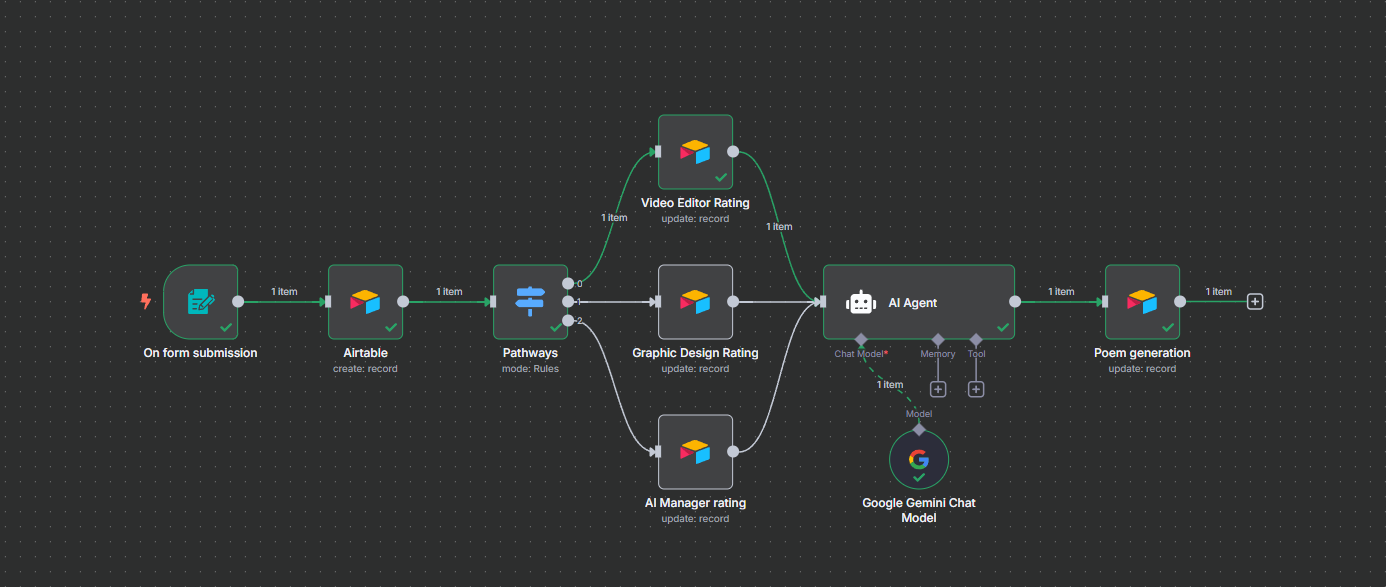 Video Editor Rating
update: record
1 item
1 item
1 item
1 item
0
1
2
AI Agent
1 item
1 item
On form submission
Airtable
create: record
Pathways
mode: Rules
Graphic Design Rating
update: record
Chat Model*
Memory
Tool
Poem generation
update: record
1 item
Model
AI Manager rating
update: record
Google Gemini Chat
Model